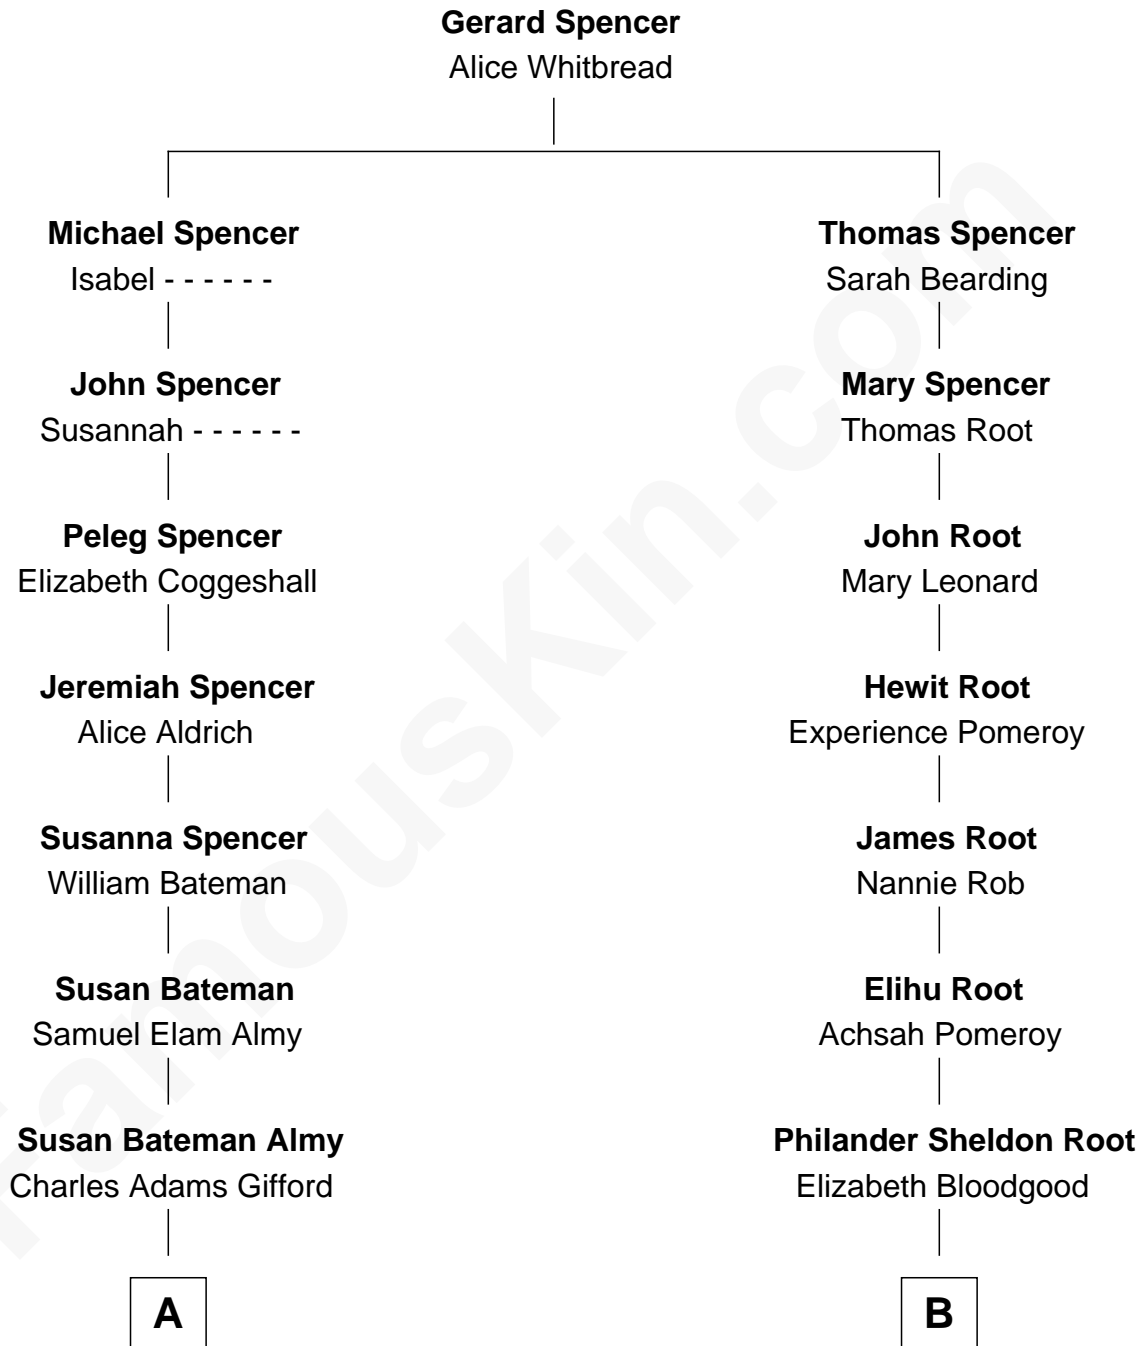 Gerard Spencer
Alice Whitbread
Michael Spencer
Isabel - - - - - -
Thomas Spencer
Sarah Bearding
John Spencer
Susannah - - - - - -
Mary Spencer
Thomas Root
Peleg Spencer
Elizabeth Coggeshall
John Root
Mary Leonard
Jeremiah Spencer
Alice Aldrich
Hewit Root
Experience Pomeroy
Susanna Spencer
William Bateman
James Root
Nannie Rob
Susan Bateman
Samuel Elam Almy
Elihu Root
Achsah Pomeroy
Susan Bateman Almy
Charles Adams Gifford
Philander Sheldon Root
Elizabeth Bloodgood
A
B
FamousKin.com